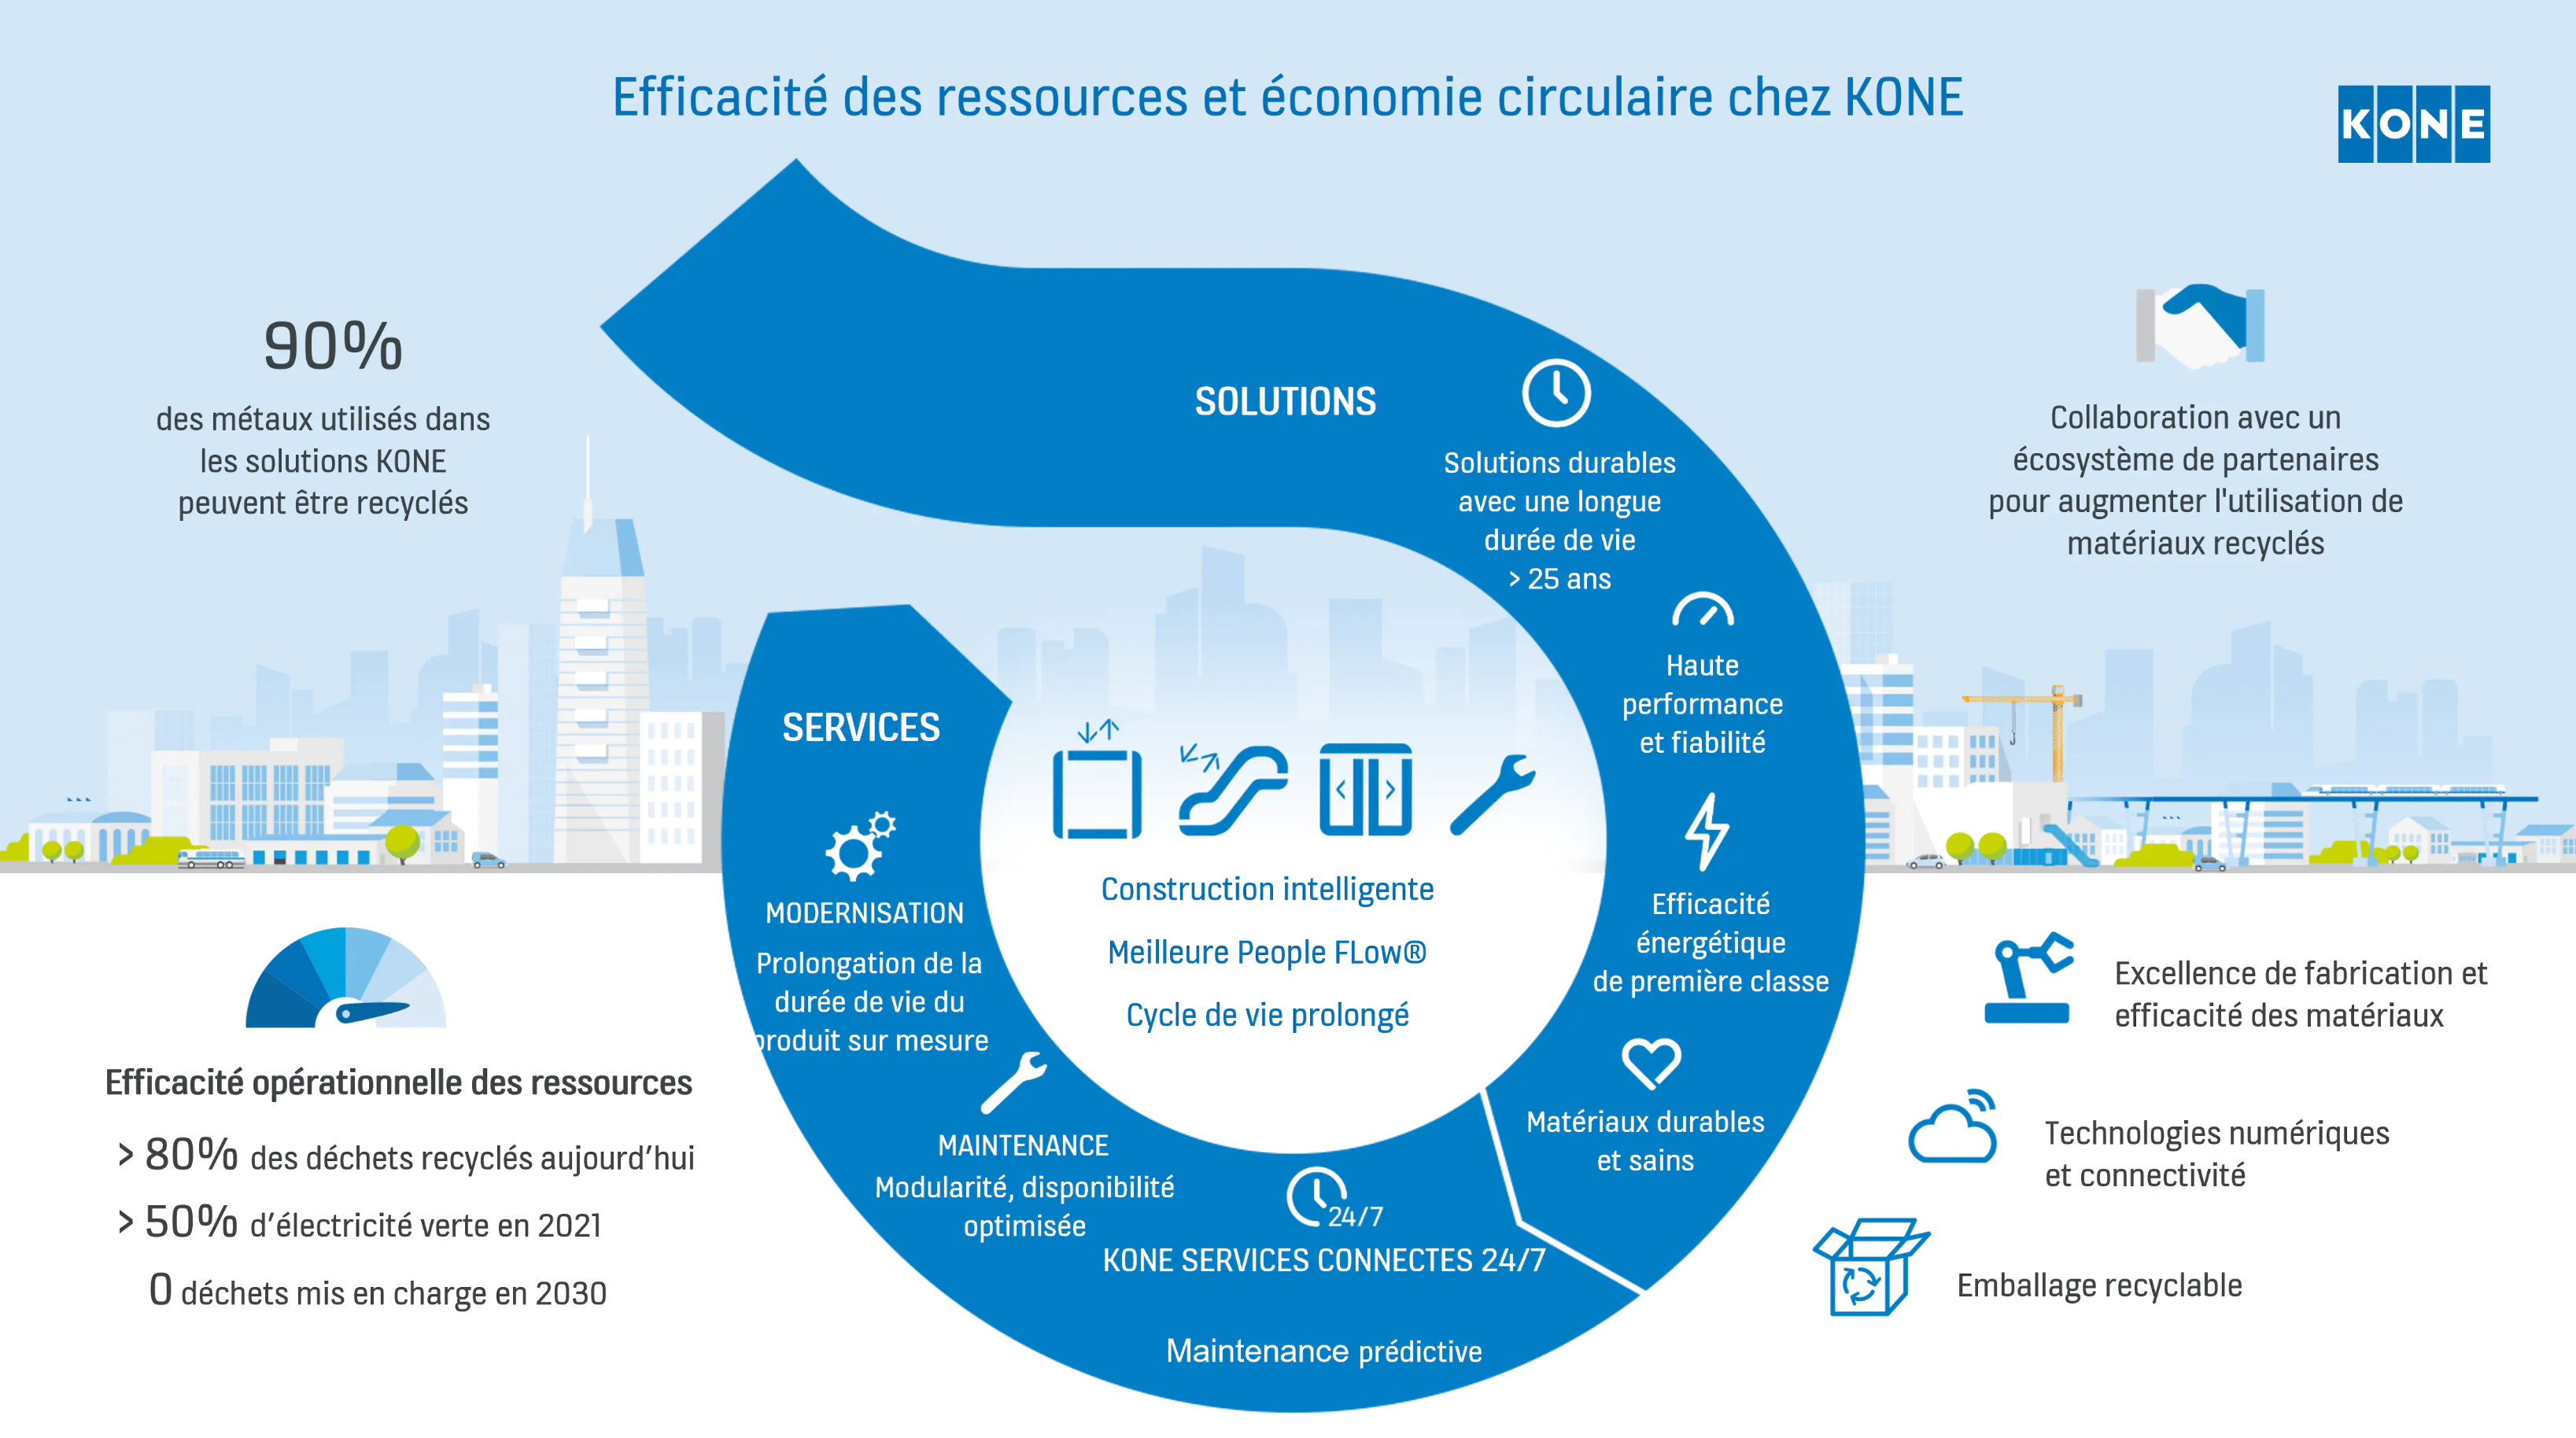 Efficacité des ressources et économie circulaire chez KONE
KONE
90%
des métaux utilisés dans
les solutions KONE
peuvent être recyclés
SOLUTIONS
Solutions durables
avec une longue
durée de vie
> 25 ans
Haute
performance
et fiabilité
Efficacité
énergétique
de première classe
Matériaux durables
et sains
Collaboration avec un
écosystème de partenaires
pour augmenter l'utilisation de
matériaux recyclés
SERVICES
MODERNISATION
Prolongation de la
durée de vie du
produit sur mesure
MAINTENANCE
Modularité, disponibilité
optimisée
24/7
KONE SERVICES CONNECTES 24/7
Maintenance prédictive
Construction intelligente
Meilleure People FLow®
Cycle de vie prolongé
Efficacité opérationnelle des ressources
> 80% des déchets recyclés aujourd’hui
> 50% d’électricité verte en 2021
0 déchets mis en charge en 2030
Excellence de fabrication et
efficacité des matériaux
Technologies numériques
et connectivité
Emballage recyclable